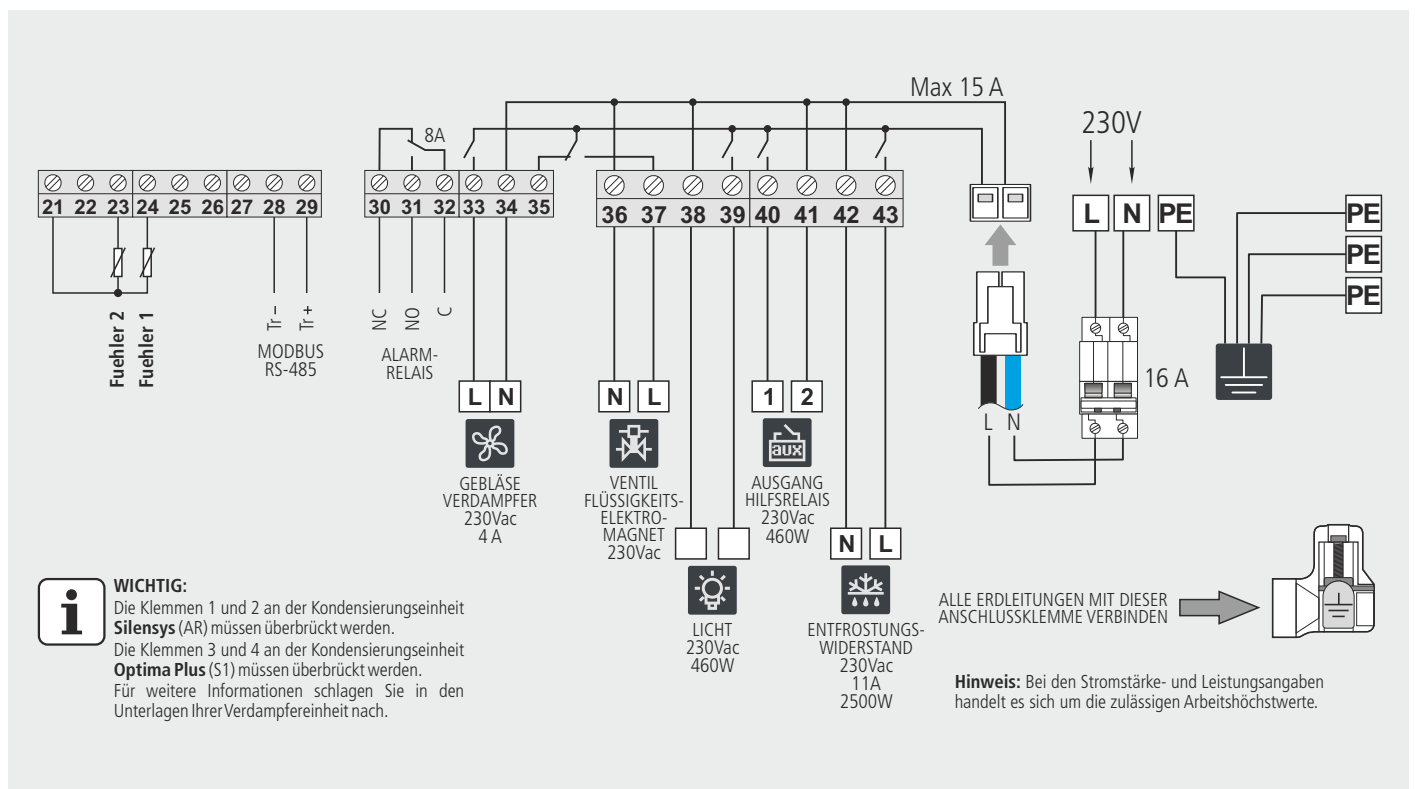 Max 15 A
230V
8A
21 22 23 24 25 26 27 28 29
30 31 32 33 34 35
36 37 38 39 40 41 42 43
L N PE
PE
PE
PE
Fuehler 2
Fuehler 1
Tr –
Tr +
MODBUS
RS-485
NC
NO
C
ALARM-
RELAIS
L N
GEBLÄSE
VERDAMPFER
230Vac
4 A
N L
VENTIL
FLÜSSIGKEITS-
ELEKTRO-
MAGNET
230Vac
LICHT
230Vac
460W
1 2
aux
AUSGANG
HILFSRELAIS
230Vac
460W
N L
ENTFROSTUNGS-
WIDERSTAND
230Vac
11A
2500W
L N
16 A
ALLE ERDLEITUNGEN MIT DIESER
ANSCHLUSSKLEMME VERBINDEN
i
WICHTIG:
Die Klemmen 1 und 2 an der Kondensierungseinheit
Silensys (AR) müssen überbrückt werden.
Die Klemmen 3 und 4 an der Kondensierungseinheit
Optima Plus (S1) müssen überbrückt werden.
Für weitere Informationen schlagen Sie in den
Unterlagen Ihrer Verdampfereinheit nach.
Hinweis: Bei den Stromstärke- und Leistungsangaben
handelt es sich um die zulässigen Arbeitshöchstwerte.